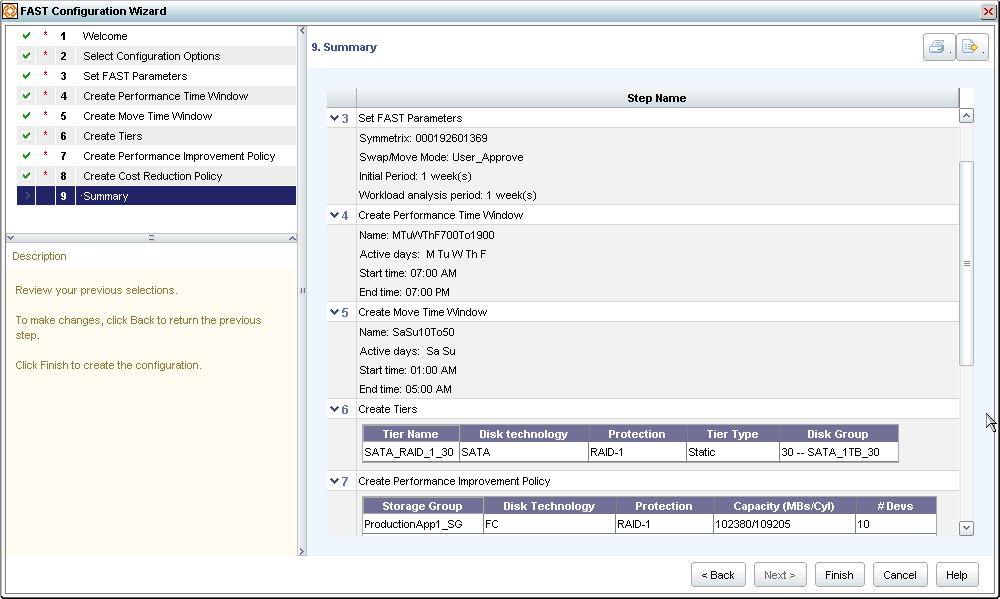 FAST Configuration Wizard
* 1 Welcome
* 2 Select Configuration Options
* 3 Set FAST Parameters
* 4 Create Performance Time Window
* 5 Create Move Time Window
* 6 Create Tiers
* 7 Create Performance Improvement Policy
* 8 Create Cost Reduction Policy
9 Summary
Description
Review your previous selections.
To make changes, click Back to return the previous
step.
Click Finish to create the configuration.
9. Summary
Step Name
3 Set FAST Parameters
Symmetrix: 000192601369
Swap/Move Mode: User_Approve
Initial Period: 1 week(s)
Workload analysis period: 1 week(s)
4 Create Performance Time Window
Name: MTuWThF700To1900
Active days: M Tu W Th F
Start time: 07:00 AM
End time: 07:00 PM
5 Create Move Time Window
Name: SaSu10To50
Active days: Sa Su
Start time: 01:00 AM
End time: 05:00 AM
6 Create Tiers
Tier Name Disk technology Protection Tier Type Disk Group
SATA_RAID_1_30 SATA RAID-1 Static 30 -- SATA_1TB_30
7 Create Performance Improvement Policy
Storage Group Disk Technology Protection Capacity (MBs/Cyl) # Devs
ProductionApp1_SG FC RAID-1 102380/109205 10
< Back Next > Finish Cancel Help